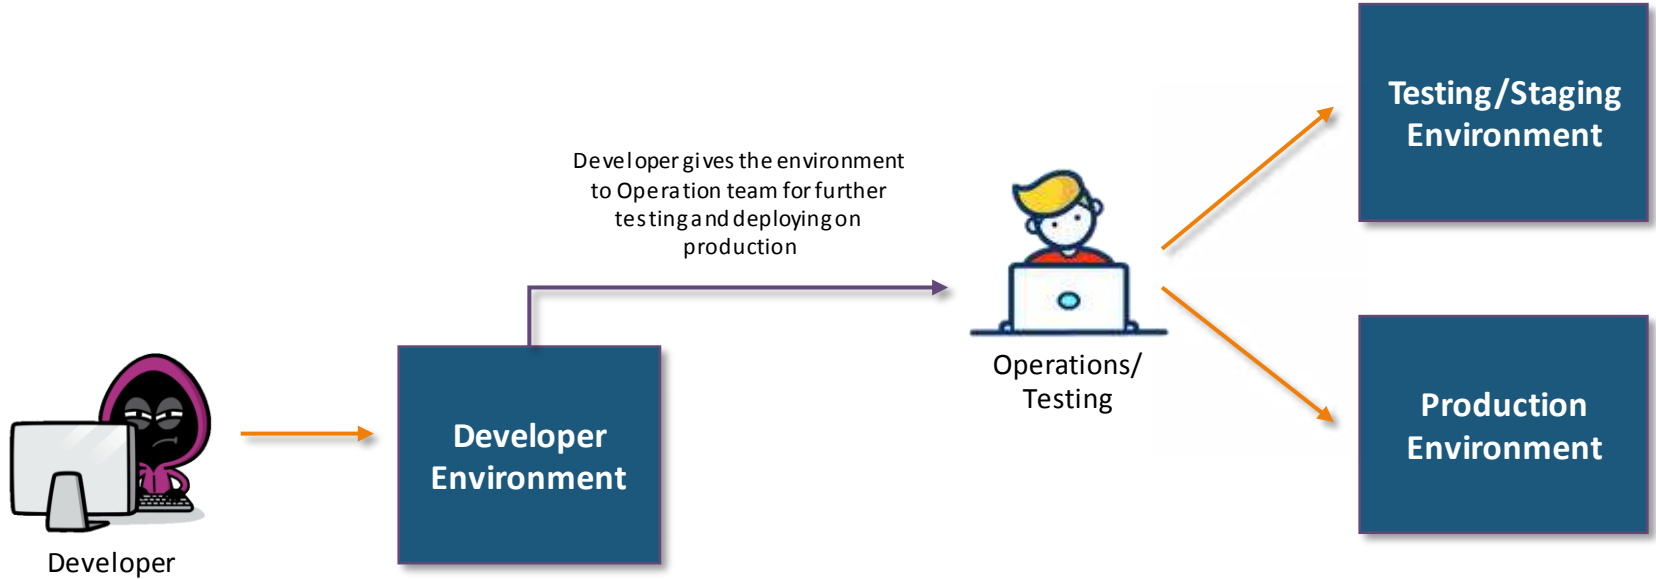 Testing/Staging
Environment
Developer gives the environment
to Operation team for further
testing and deploying on
production
Operations/
Testing
Production
Environment
Developer
Environment
Developer